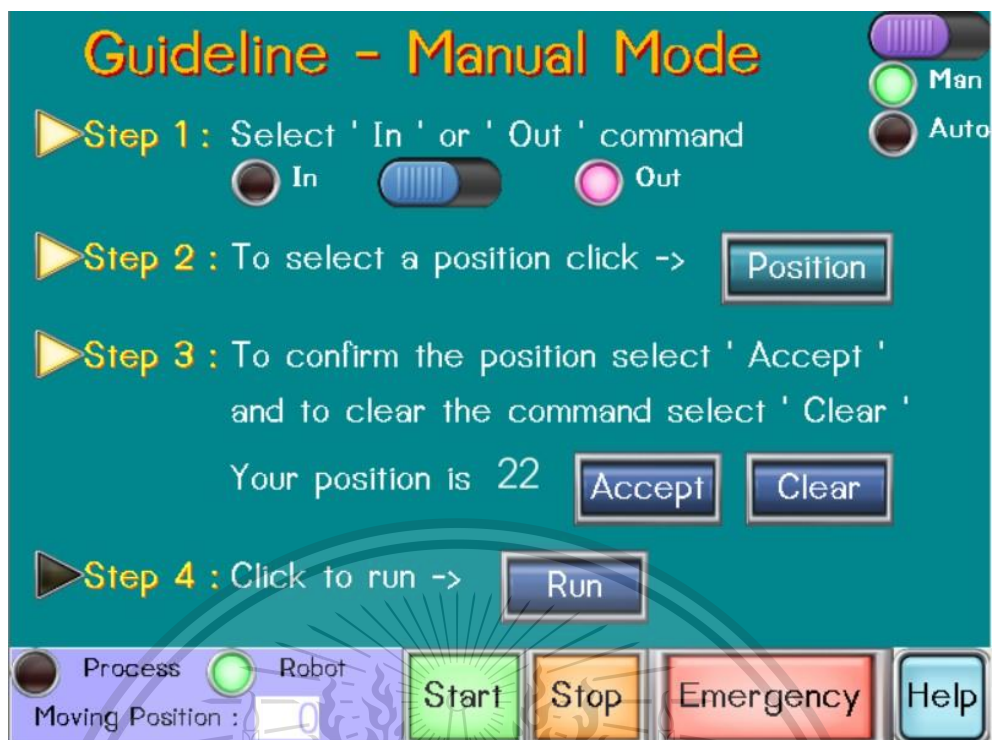 Guideline - Manual Mode
Man
Auto
Step 1 : Select ' In ' or ' Out ' command
In
Out
Step 2 : To select a position click ->
Position
Step 3 : To confirm the position select ' Accept '
and to clear the command select ' Clear '
Your position is 22
Accept
Clear
Step 4 : Click to run ->
Run
Process
Robot
Moving Position : 0
Start
Stop
Emergency
Help